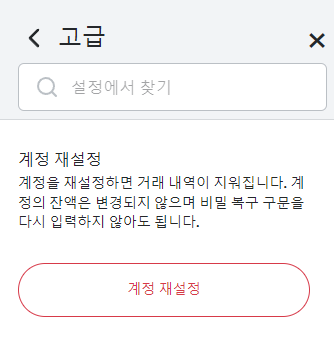 고급
설정에서 찾기
계정 재설정
계정을 재설정하면 거래 내역이 지워집니다. 계
정의 잔액은 변경되지 않으며 비밀 복구 구문을
다시 입력하지 않아도 됩니다.
계정 재설정